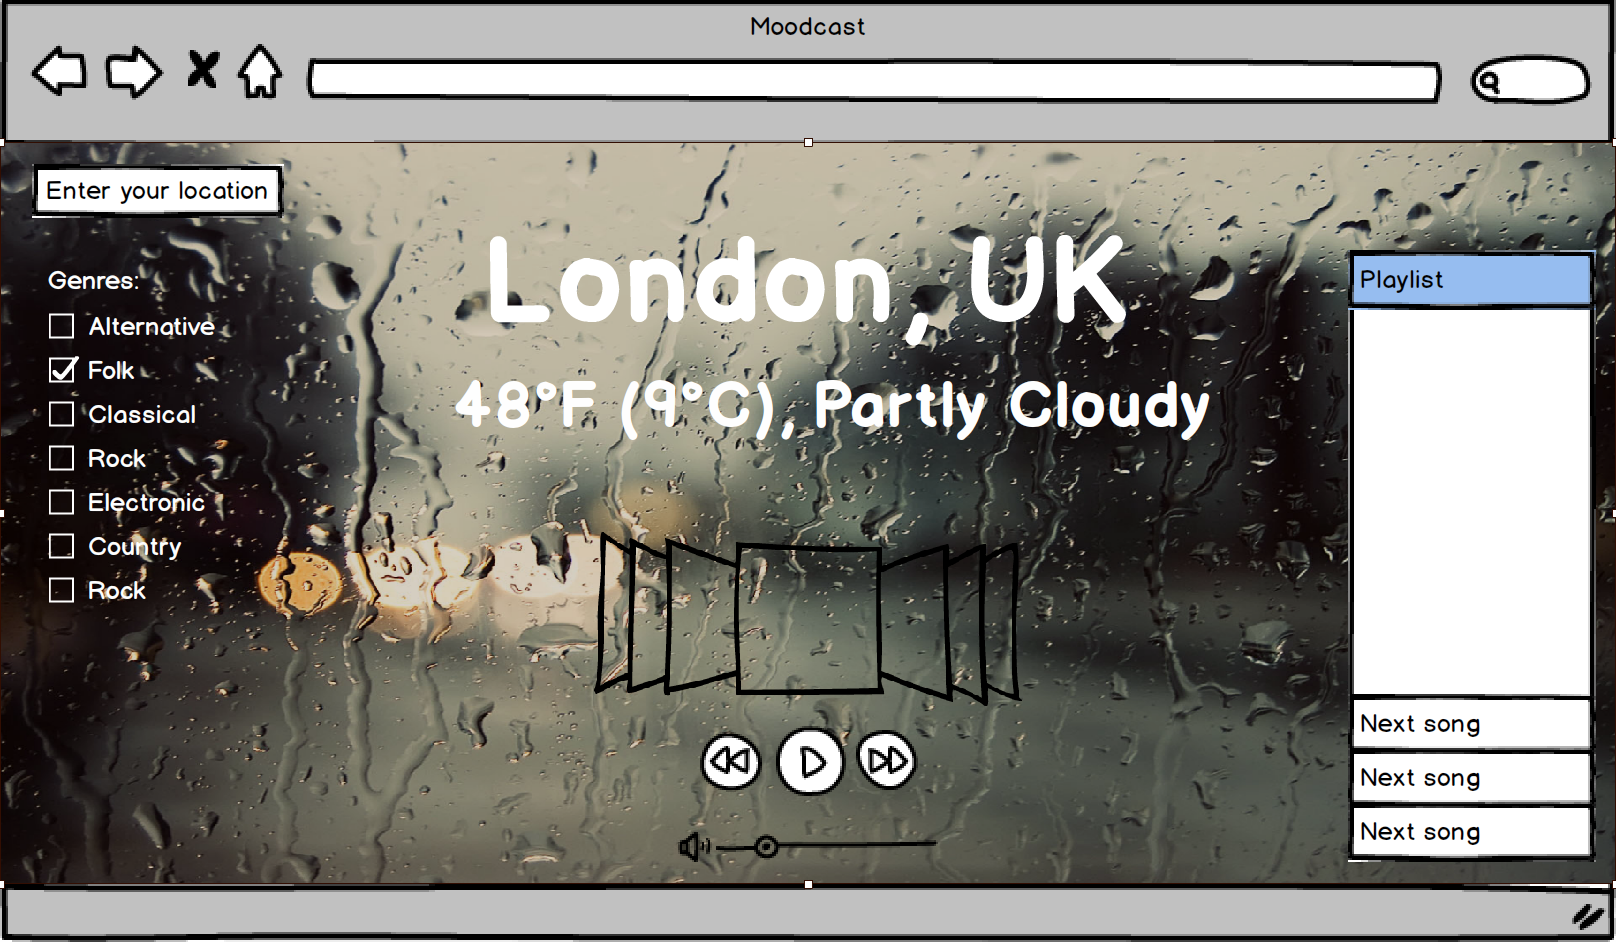 Moodcast
Enter your location
London, UK
48°F (9°C), Partly Cloudy
Genres:
Alternative
Folk
Classical
Rock
Electronic
Country
Rock
Playlist
Next song
Next song
Next song